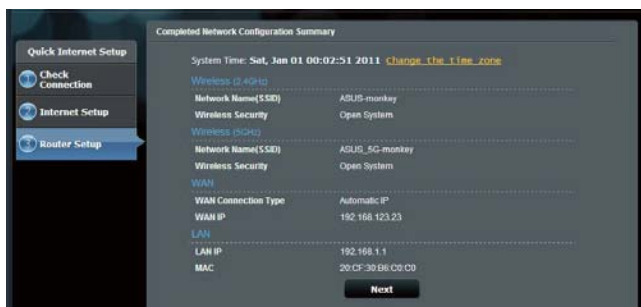 Completed Network Configuration Summary
Quick Internet Setup
1 Check Connection
2 Internet Setup
3 Router Setup
System Time: Sat, Jan 01 00:02:51 2011 Change the time zone
Wireless (2.4GHz)
Network Name(SSID) ASUS-monkey
Wireless Security Open System
Wireless (5GHz)
Network Name(SSID) ASUS_5G-monkey
Wireless Security Open System
WAN
WAN Connection Type Automatic IP
WAN IP 192.168.123.23
LAN
LAN IP 192.168.1.1
MAC 20:CF:30:B6:C0:C0
Next